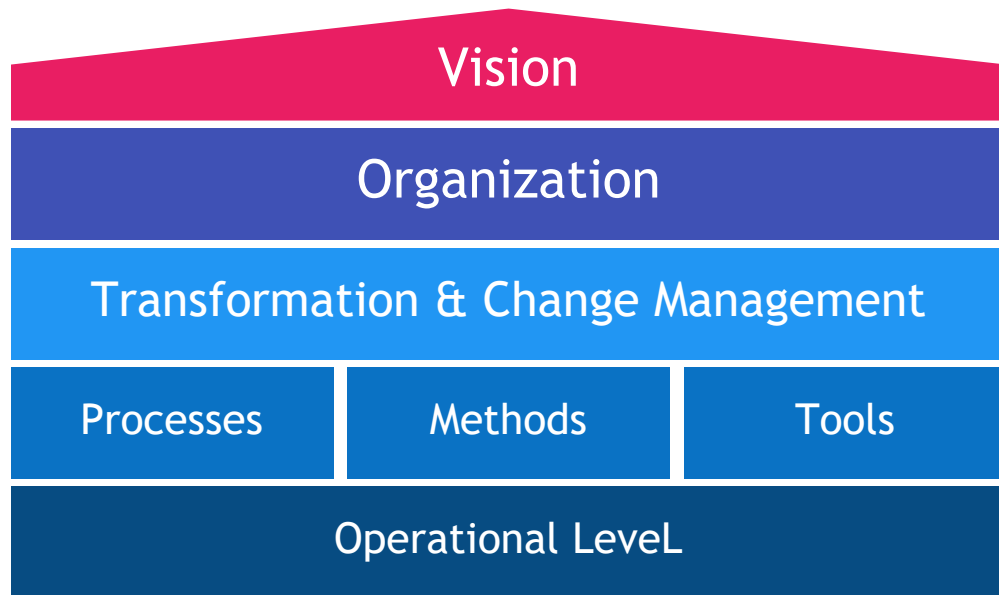 Vision
Organization
Transformation & Change Management
Processes Methods Tools
Operational LeveL